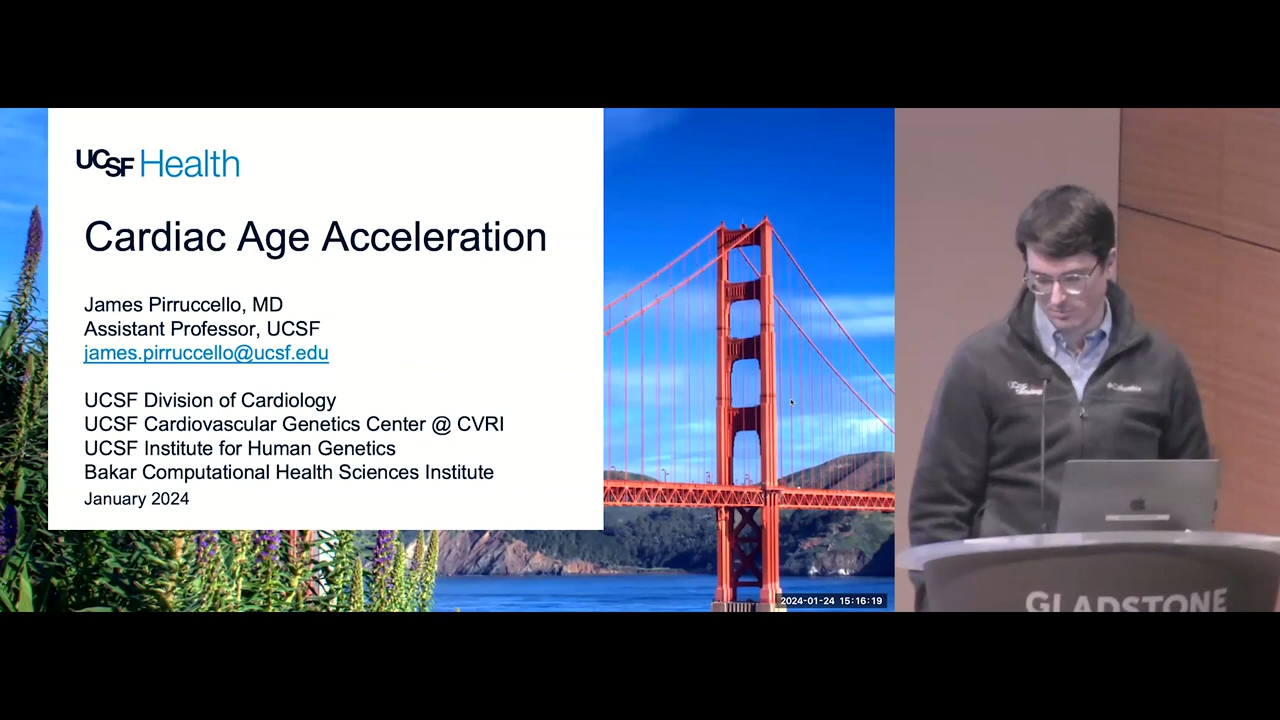 UCSF Health
Cardiac Age Acceleration
James Pirruccello, MD
Assistant Professor, UCSF
james.pirruccello@ucsf.edu
UCSF Division of Cardiology
UCSF Cardiovascular Genetics Center @ CVRI
UCSF Institute for Human Genetics
Bakar Computational Health Sciences Institute
January 2024
2024-01-24 15:16:19
UCSF
Columbia
GLADSTONE